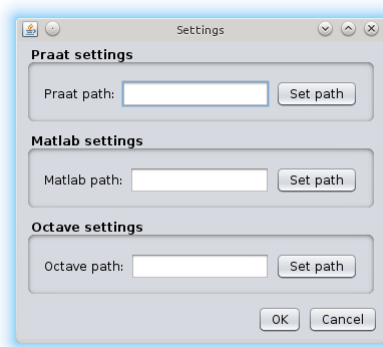 Settings
Praat settings
Praat path: Set path
Matlab settings
Matlab path: Set path
Octave settings
Octave path: Set path
OK Cancel